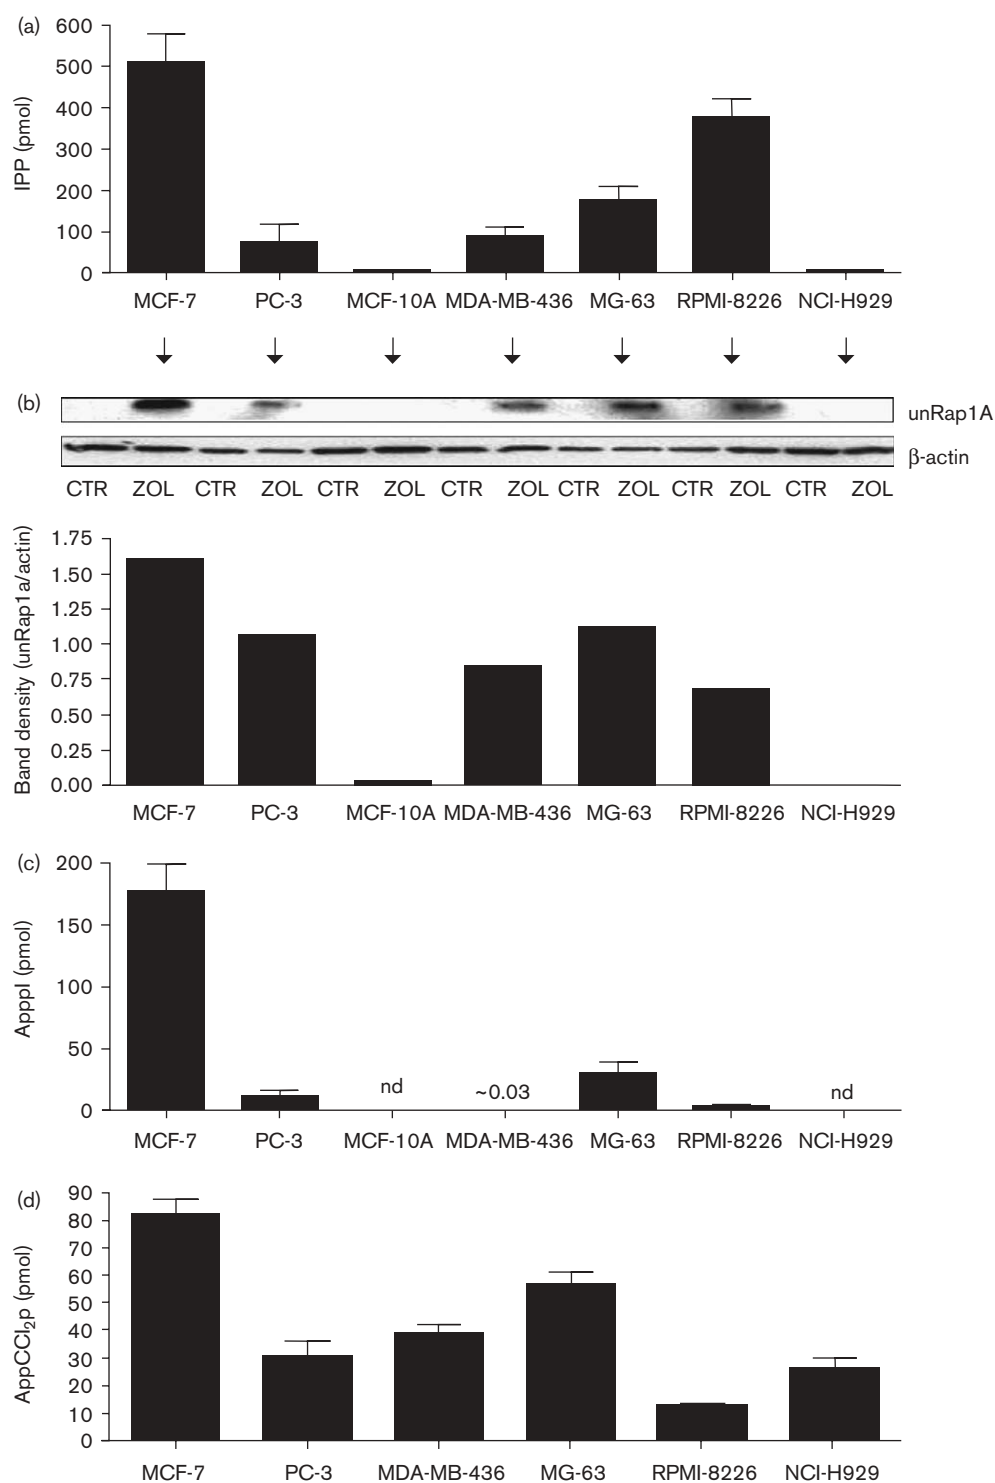 (a)
IPP (pmol)
600
500
400
300
200
100
0
MCF-7 PC-3 MCF-10A MDA-MB-436 MG-63 RPMI-8226 NCI-H929
(b)
unRap1A
β-actin
CTR ZOL CTR ZOL CTR ZOL CTR ZOL CTR ZOL CTR ZOL CTR ZOL
Band density (unRap1a/actin)
1.75
1.50
1.25
1.00
0.75
0.50
0.25
0.00
MCF-7 PC-3 MCF-10A MDA-MB-436 MG-63 RPMI-8226 NCI-H929
(c)
ApppI (pmol)
200
150
100
50
0
nd ~0.03 nd
MCF-7 PC-3 MCF-10A MDA-MB-436 MG-63 RPMI-8226 NCI-H929
(d)
AppCCl₂p (pmol)
90
80
70
60
50
40
30
20
10
0
MCF-7 PC-3 MDA-MB-436 MG-63 RPMI-8226 NCI-H929